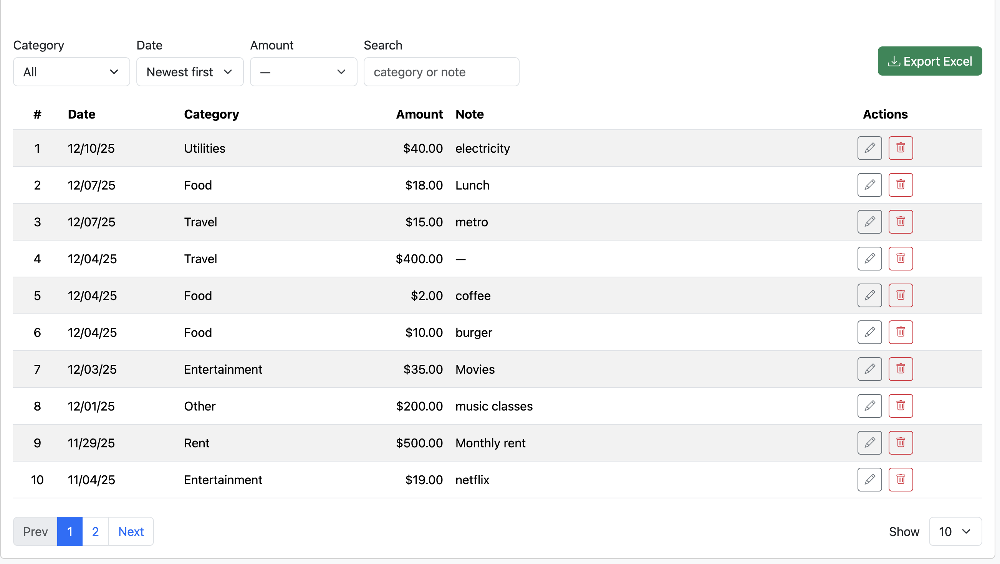 Category Date Amount Search
All Newest first — category or note Export Excel
# Date Category Amount Note Actions
1 12/10/25 Utilities $40.00 electricity
2 12/07/25 Food $18.00 Lunch
3 12/07/25 Travel $15.00 metro
4 12/04/25 Travel $400.00 —
5 12/04/25 Food $2.00 coffee
6 12/04/25 Food $10.00 burger
7 12/03/25 Entertainment $35.00 Movies
8 12/01/25 Other $200.00 music classes
9 11/29/25 Rent $500.00 Monthly rent
10 11/04/25 Entertainment $19.00 netflix
Prev 1 2 Next Show 10